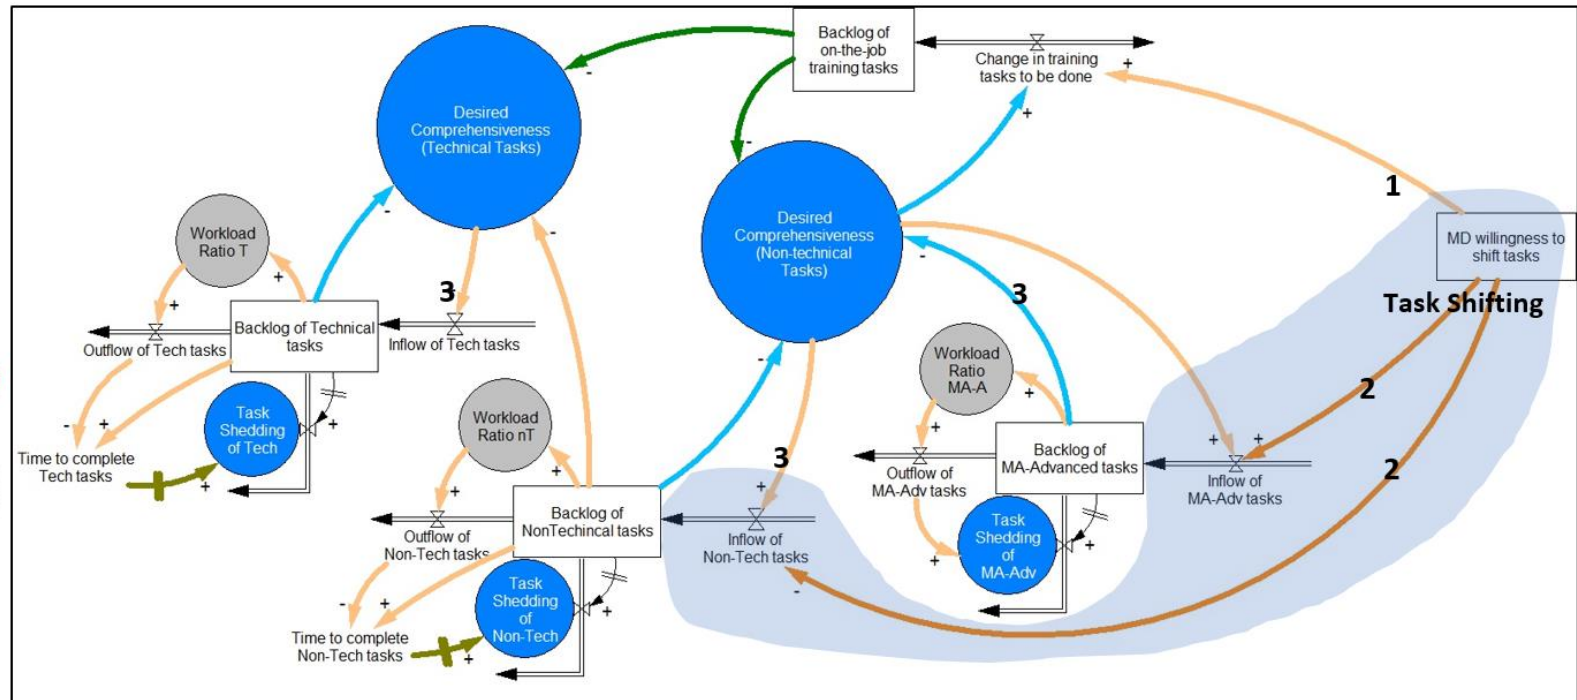 Backlog of
on-the-job
training tasks
Change in training
tasks to be done
+
-
-
+
Desired
Comprehensiveness
(Technical Tasks)
Desired
Comprehensiveness
(Non-technical
Tasks)
1
MD willingness to
shift tasks
Task Shifting
-
-
-
Workload
Ratio T
+
+
3
Backlog of Technical
tasks
Outflow of Tech tasks
Inflow of Tech tasks
3
Task
Shedding
of Tech
+
-
+
Time to complete
Tech tasks
+
Workload
Ratio nT
+
+
-
3
+
Backlog of
NonTechincal tasks
Outflow of
Non-Tech tasks
Inflow of
Non-Tech tasks
-
Task
Shedding
of
Non-Tech
+
-
+
Time to complete
Non-Tech tasks
+
Workload
Ratio
MA-A
+
+
Backlog of
MA-Advanced tasks
Outflow of
MA-Adv tasks
+
+
2
2
Inflow of
MA-Adv tasks
Task
Shedding
of
MA-Adv
+
+